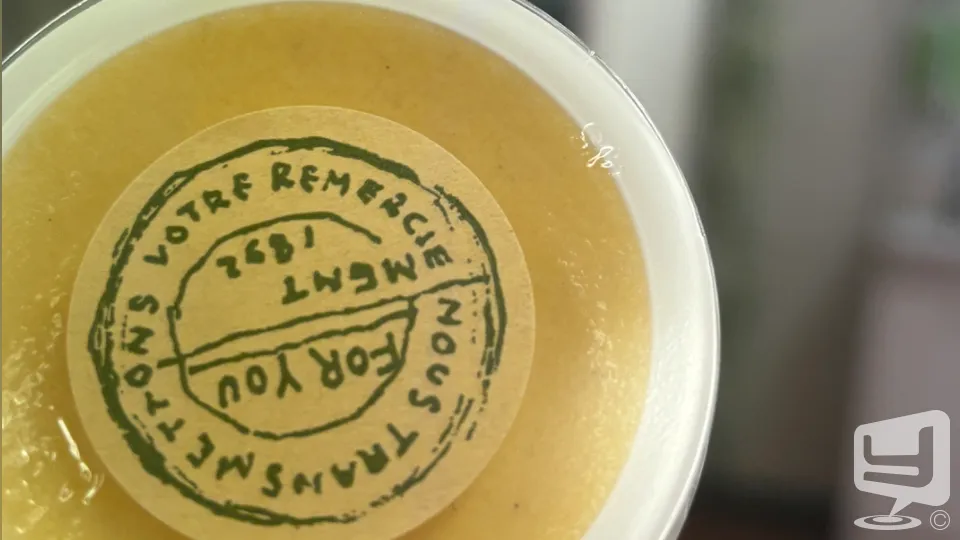 NOUS TRANSMETTONS VOTRE REMERCIEMENT
FOR YOU
1892